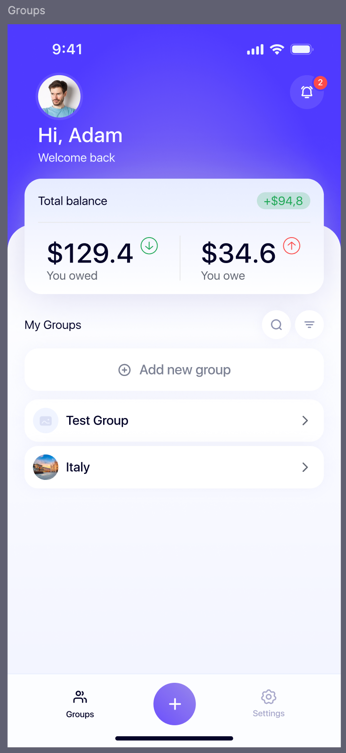 Groups
9:41
2
Hi, Adam
Welcome back
Total balance
+$94,8
$129.4
$34.6
You owed
You owe
My Groups
Add new group
Test Group
Italy
Groups
Settings